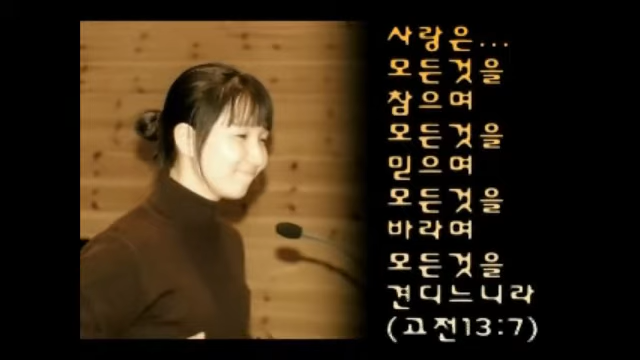 사랑은...
모든것을
참으며
모든것을
믿으며
모든것을
바라며
모든것을
견디느니라
(고전13:7)